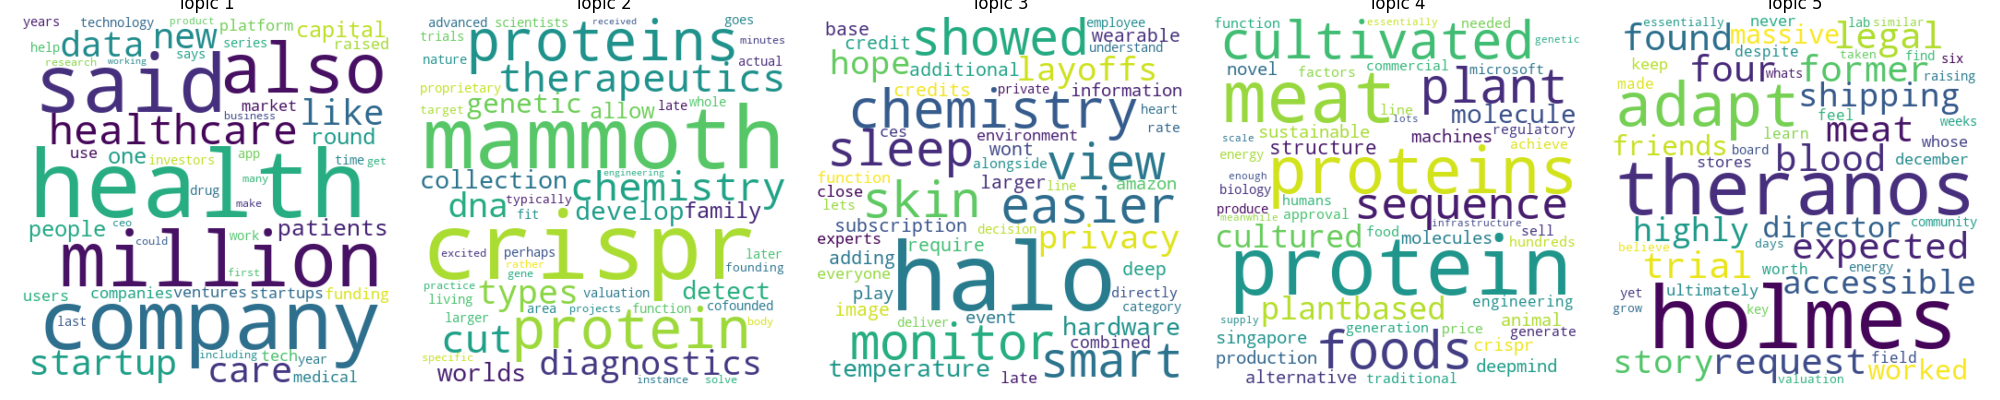 Topic 1
years technology product platform capital
help data new series raised
research working says
said also
market like
business
healthcare round
use one investors app time get
health
many
drug make
people ceo patients
could work
million
first
users companies ventures startups funding
last
company
startup including tech year
care medical
Topic 2
advanced scientists received goes
trials proteins minutes
nature actual
therapeutics
proprietary
target genetic allow late whole
mammoth
collection engineering chemistry
dna typically develop family
fit
crispr
excited perhaps later
rather founding
gene
practice types valuation detect
living
area projects function cofounded
larger protein body
cut
specific diagnostics
worlds instance solve
Topic 3
base showed employee
credit wearable
hope understand
additional layoffs
credits private information
chemistry heart
ces rate
sleep environment
wont view
alongside
function larger line amazon
close skin easier
lets
subscription decision
experts require privacy
adding
everyone halo deep
play directly
image category
deliver event
monitor hardware
combined
temperature smart
late
Topic 4
function essentially needed
cultivated genetic
novel factors commercial microsoft
meat plant
line molecule
lots
scale sustainable machines regulatory
energy structure achieve
enough proteins
biology
produce humans sequence
meanwhile approval infrastructure
cultured food molecules sell
hundreds
protein
plantbased engineering
supply generation price animal
singapore generate
production foods crispr
deepmind
alternative traditional
Topic 5
essentially never lab similar
found massive legal
despite taken find six
keep four whats former
made raising
adapt shipping
feel weeks
friends learn meat whose
stores board blood december
theranos
highly director community
believe days expected
trial worth energy
accessible
yet ultimately
grow key
holmes
story request field
worked
valuation